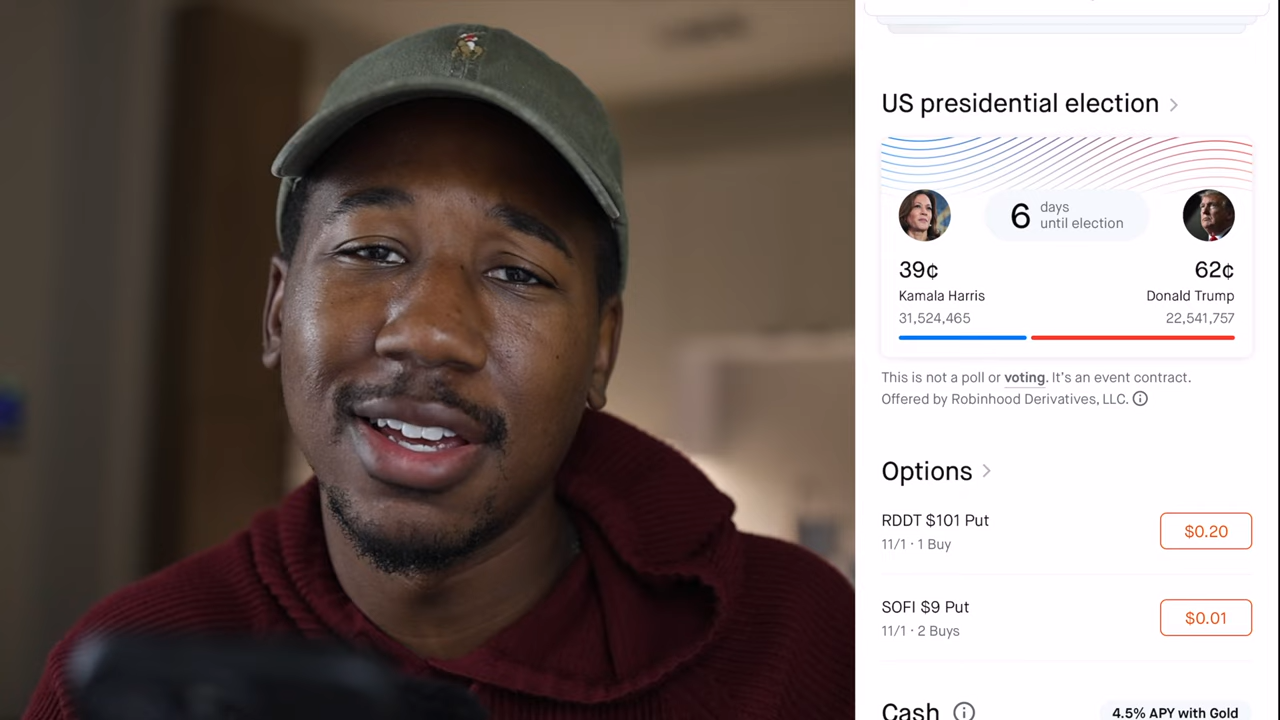 US presidential election
6 days
until election
39¢
62¢
Kamala Harris
Donald Trump
31,524,465
22,541,757
This is not a poll or voting. It's an event contract.
Offered by Robinhood Derivatives, LLC.
Options
RDDT $101 Put
$0.20
11/1 · 1 Buy
SOFI $9 Put
$0.01
11/1 · 2 Buys
Cash
4.5% APY with Gold